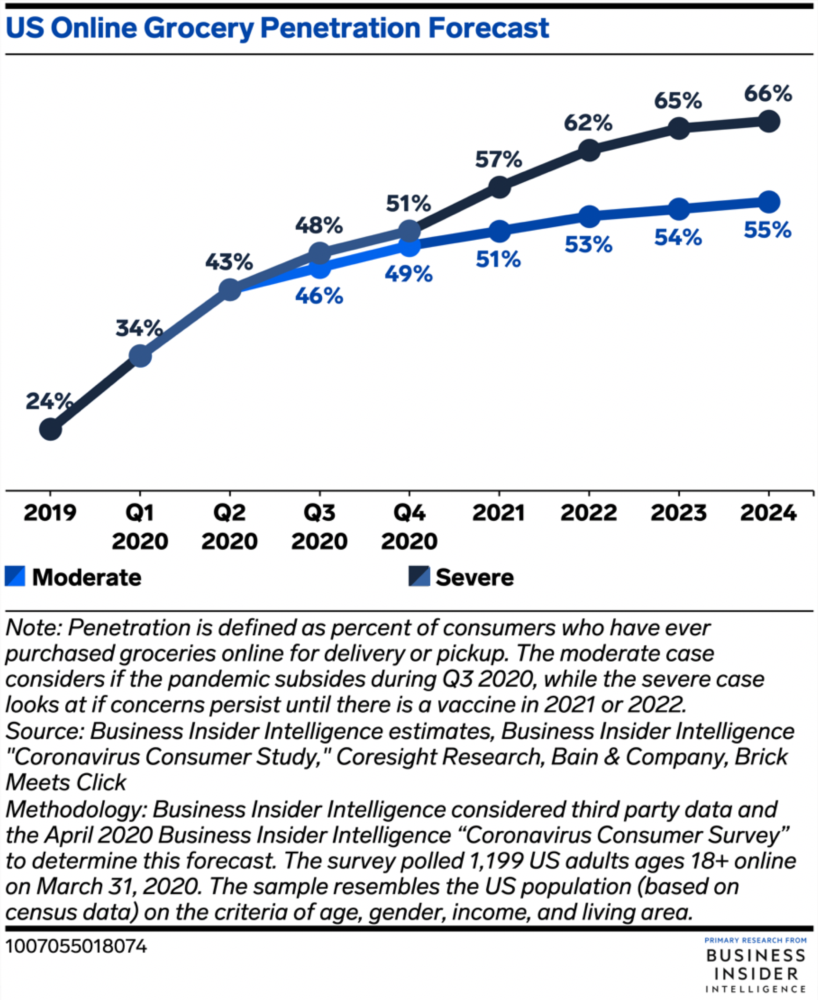 US Online Grocery Penetration Forecast
66%
65%
62%
57%
51%
48%
43%
34%
24%
46%
49%
51%
53%
54%
55%
2019 Q1 Q2 Q3 Q4 2021 2022 2023 2024
2020 2020 2020 2020
Moderate Severe
Note: Penetration is defined as percent of consumers who have ever
purchased groceries online for delivery or pickup. The moderate case
considers if the pandemic subsides during Q3 2020, while the severe case
looks at if concerns persist until there is a vaccine in 2021 or 2022.
Source: Business Insider Intelligence estimates, Business Insider Intelligence
"Coronavirus Consumer Study," Coresight Research, Bain & Company, Brick
Meets Click
Methodology: Business Insider Intelligence considered third party data and
the April 2020 Business Insider Intelligence “Coronavirus Consumer Survey”
to determine this forecast. The survey polled 1,199 US adults ages 18+ online
on March 31, 2020. The sample resembles the US population (based on
census data) on the criteria of age, gender, income, and living area.
1007055018074
PRIMARY RESEARCH FROM
BUSINESS
INSIDER
INTELLIGENCE